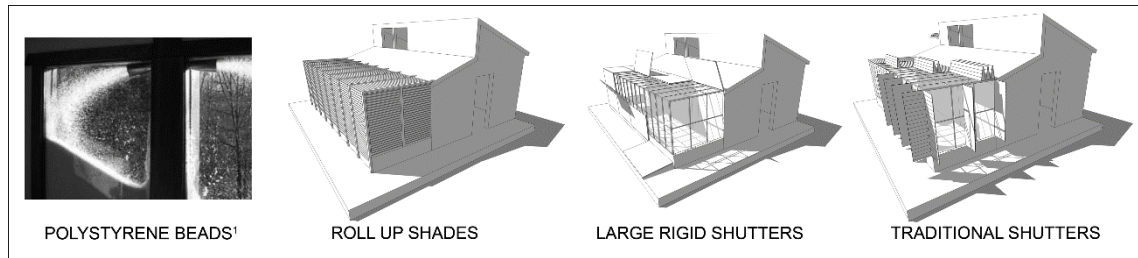 POLYSTYRENE BEADS¹
ROLL UP SHADES
LARGE RIGID SHUTTERS
TRADITIONAL SHUTTERS